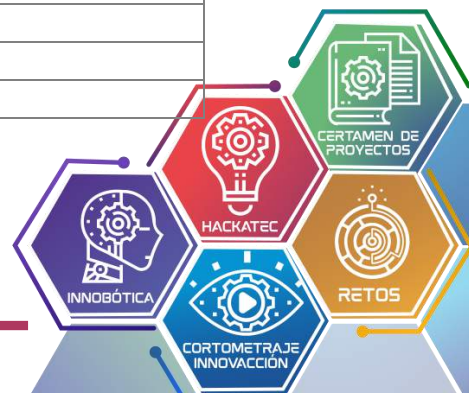 CERTAMEN DE
PROYECTOS
HACKATEC
INNOBÓTICA
RETOS
CORTOMETRAJE
INNOVACCIÓN